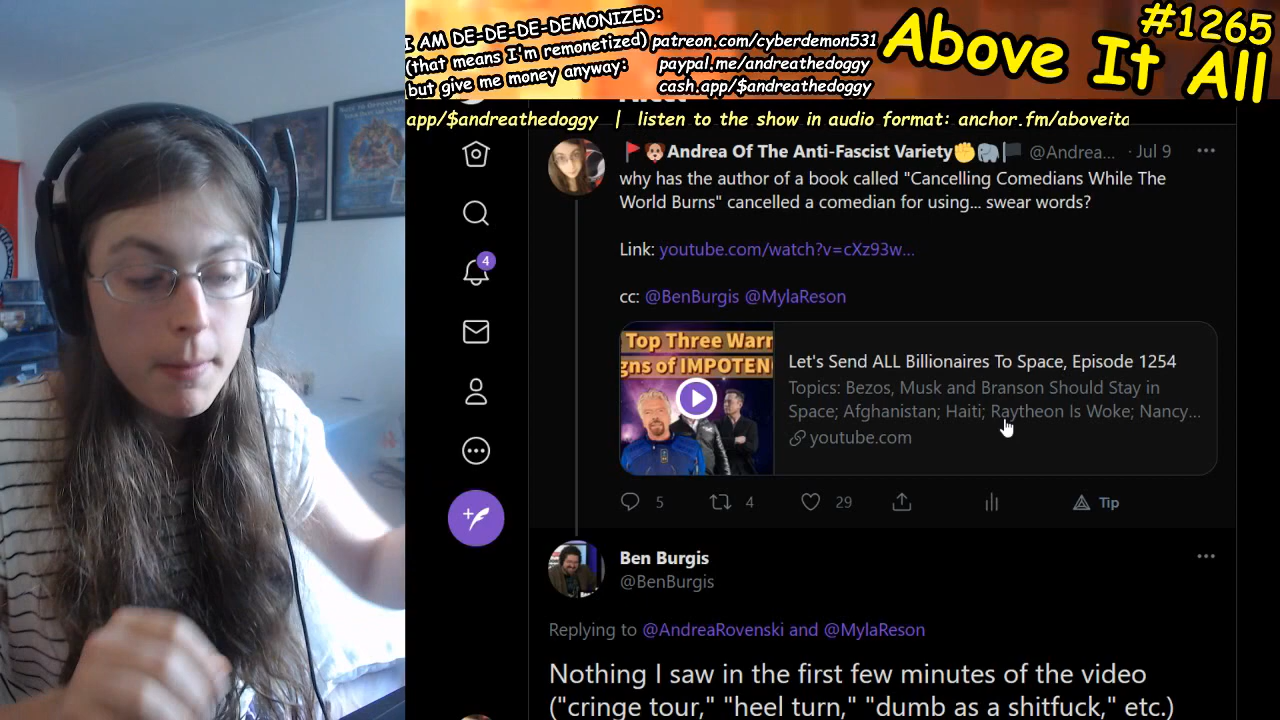 I AM DE-DE-DE-DEMONIZED:
(that means I'm remonetized)
but give me money anyway:
patreon.com/cyberdemon531
paypal.me/andreathedoggy
cash.app/$andreathedoggy
#1265
Above It All
app/$andreathedoggy | listen to the show in audio format: anchor.fm/aboveita
🚩🐶Andrea Of The Anti-Fascist Variety✊🐘🏴 @Andrea... · Jul 9
why has the author of a book called "Cancelling Comedians While The
World Burns" cancelled a comedian for using... swear words?
Link: youtube.com/watch?v=cXz93w...
cc: @BenBurgis @MylaReson
Top Three Warn
gns of IMPOTEN
Let's Send ALL Billionaires To Space, Episode 1254
Topics: Bezos, Musk and Branson Should Stay in
Space; Afghanistan; Haiti; Raytheon Is Woke; Nancy...
youtube.com
5 4 29 Tip
4
Ben Burgis
@BenBurgis
Replying to @AndreaRovenski and @MylaReson
Nothing I saw in the first few minutes of the video
("cringe tour," "heel turn," "dumb as a shitfuck," etc.)